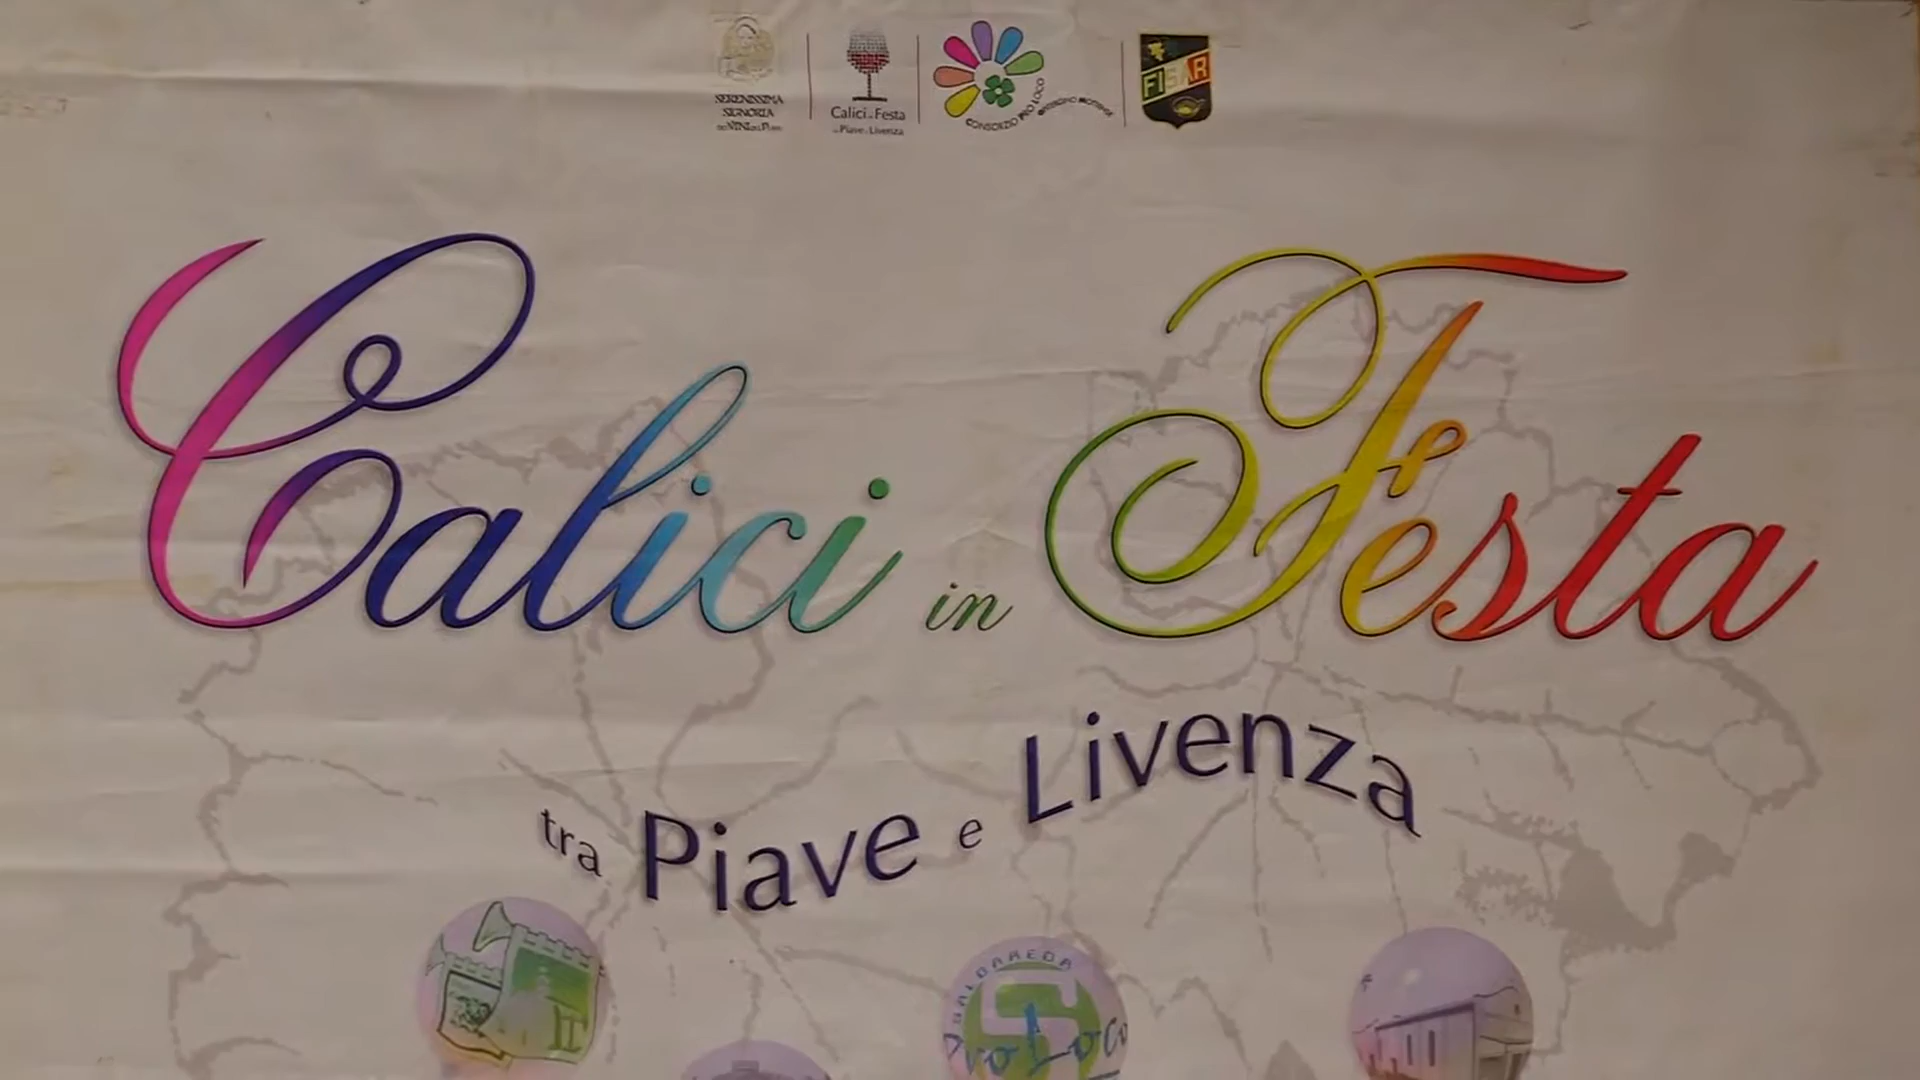 SERENISSIMA
SIGNORIA
DEI VINI DEL PIAVE
Calici in Festa
tra Piave e Livenza
CONSORZIO PRO LOCO
FISAR
Calici in Festa
tra Piave e Livenza
GALDAREDA
Pro Loco